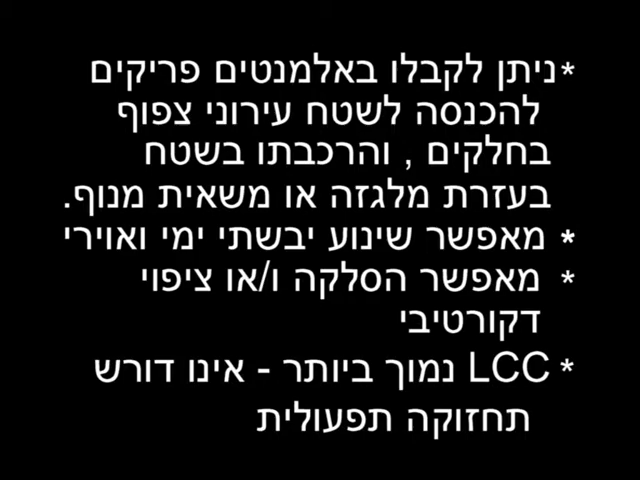 *ניתן לקבלו באלמנטים פריקים
להכנסה לשטח עירוני צפוף
בחלקים , והרכבתו בשטח
בעזרת מלגזה או משאית מנוף.
* מאפשר שינוע יבשתי ימי ואוירי
* מאפשר הסלקה ו/או ציפוי
דקורטיבי
* LCC נמוך ביותר - אינו דורש
תחזוקה תפעולית